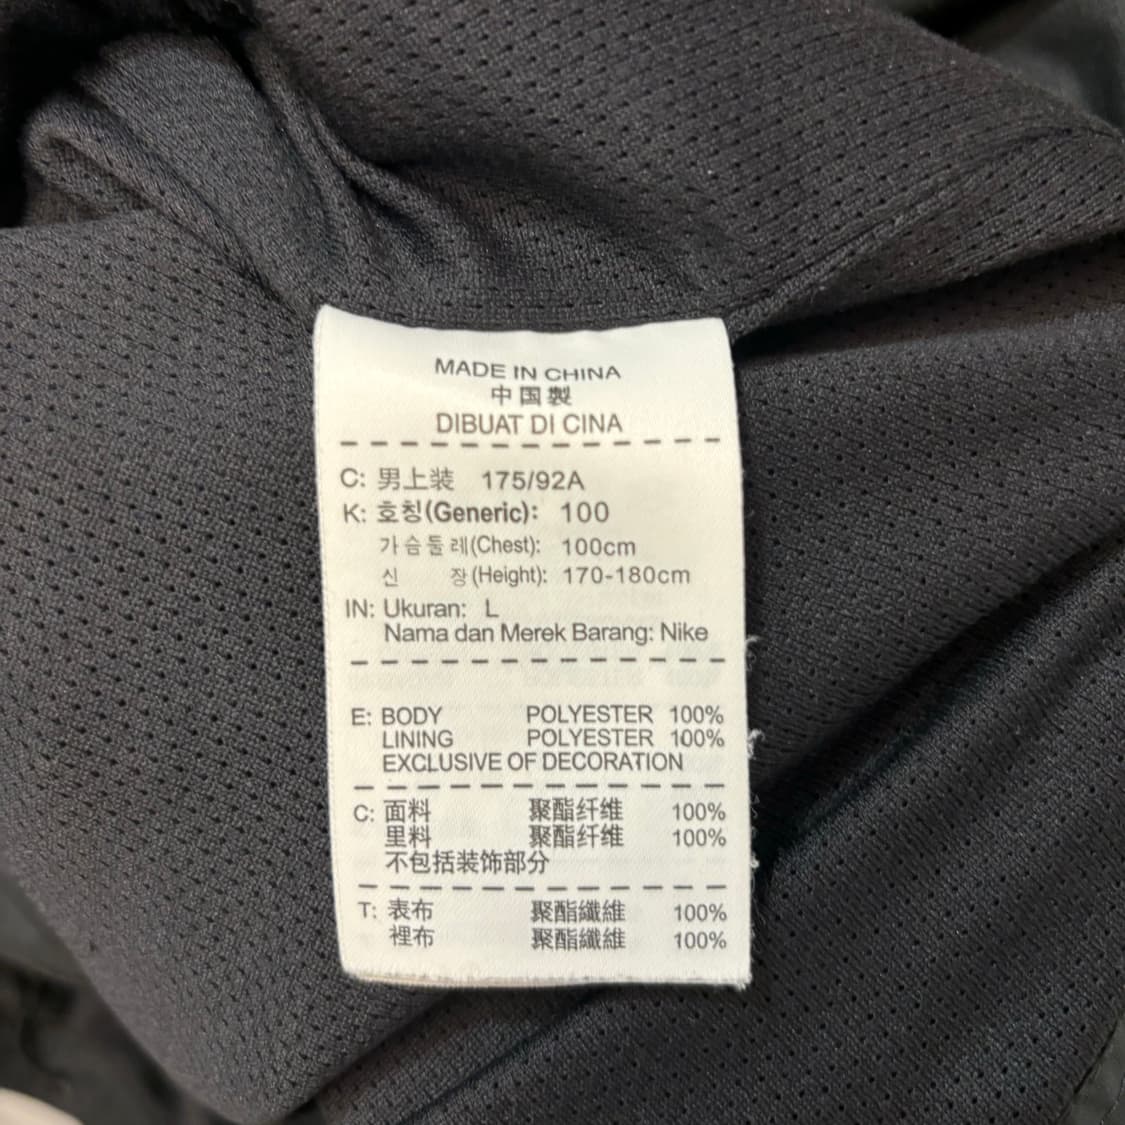 MADE IN CHINA
中国製
DIBUAT DI CINA
C: 男上装 175/92A
K: 호칭(Generic): 100
가슴둘레(Chest): 100cm
신 장(Height): 170-180cm
IN: Ukuran: L
Nama dan Merek Barang: Nike
E: BODY POLYESTER 100%
LINING POLYESTER 100%
EXCLUSIVE OF DECORATION
C: 面料 聚酯纤维 100%
里料 聚酯纤维 100%
不包括装饰部分
T: 表布 聚酯纖維 100%
裡布 聚酯纖維 100%